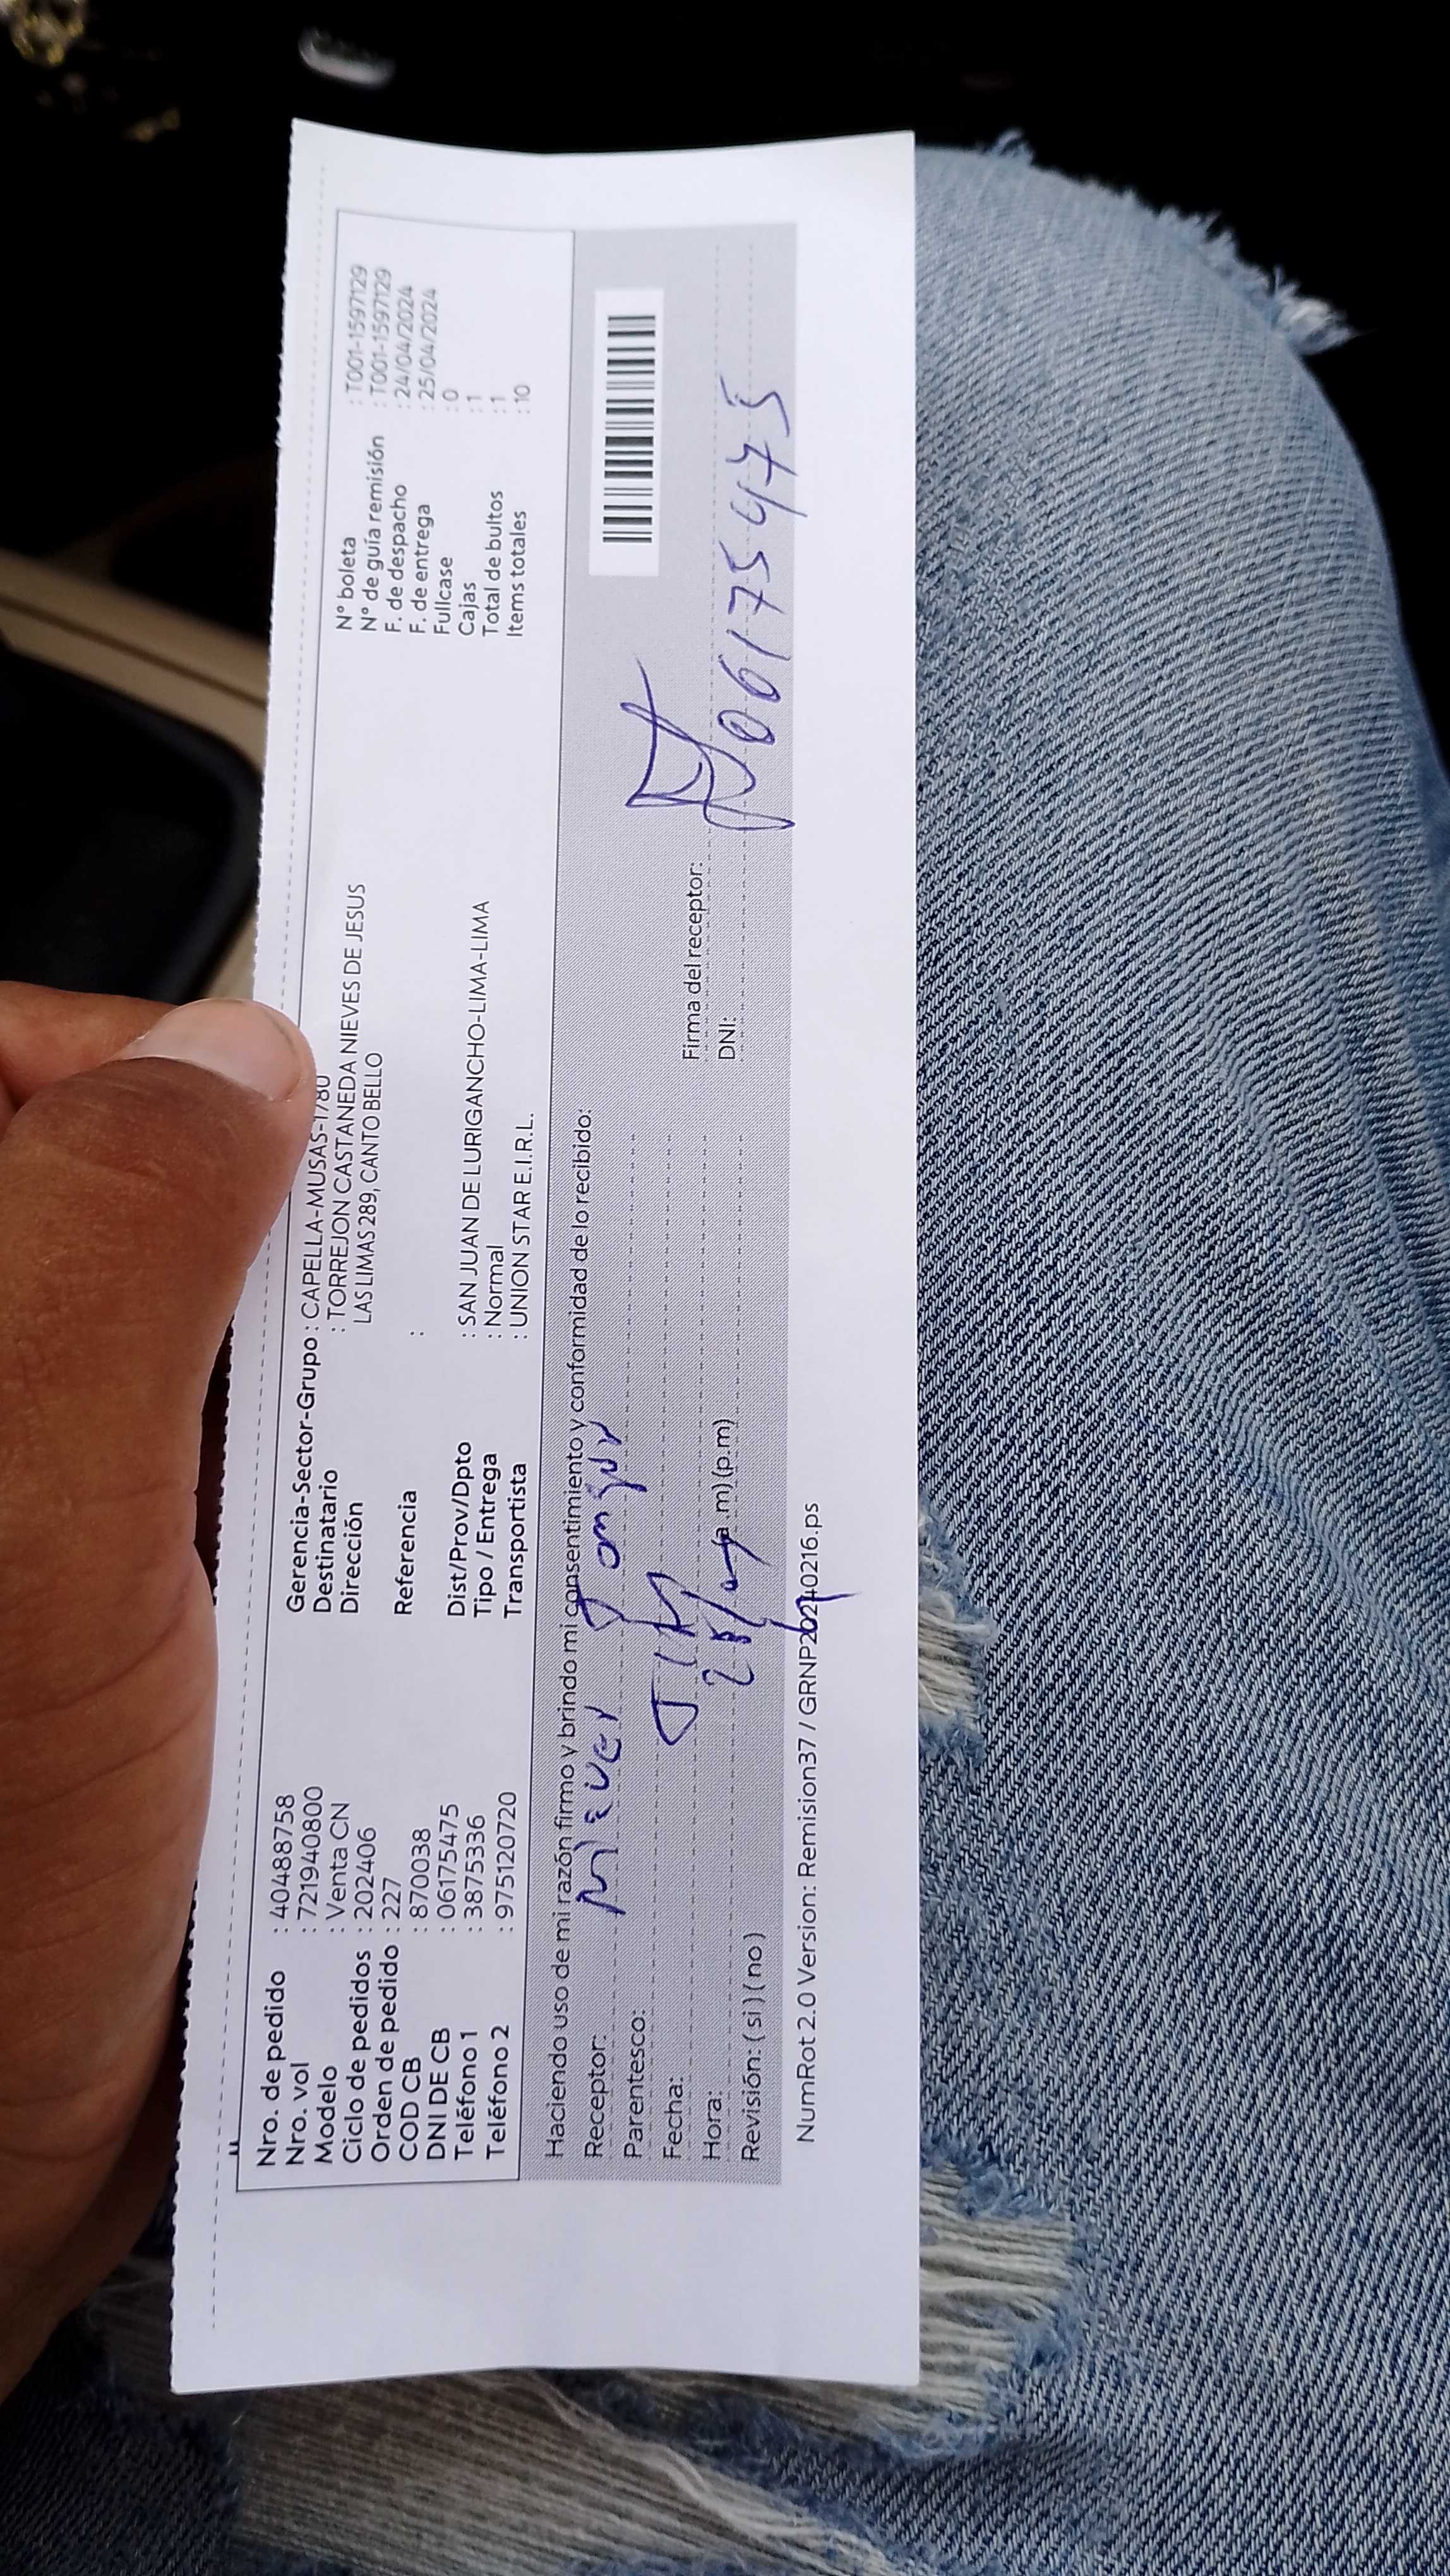 Nro. de pedido : 40488758
Nro. vol : 721940800
Modelo : Venta CN
Ciclo de pedidos : 202406
Orden de pedido : 227
COD CB : 870038
DNI DE CB : 06175475
Teléfono 1 : 3875336
Teléfono 2 : 975120720
Gerencia-Sector-Grupo : CAPELLA-MUSAS-1780
Destinatario : TORREJON CASTANEDA NIEVES DE JESUS
Dirección LAS LIMAS 289, CANTO BELLO
Referencia :
Dist/Prov/Dpto : SAN JUAN DE LURIGANCHO-LIMA-LIMA
Tipo / Entrega : Normal
Transportista : UNION STAR E.I.R.L.
N° boleta : T001-1597129
N° de guía remisión : T001-1597129
F. de despacho : 24/04/2024
F. de entrega : 25/04/2024
Fullcase : 0
Cajas : 1
Total de bultos : 1
Items totales : 10
Haciendo uso de mi razón firmo y brindo mi consentimiento y conformidad de lo recibido:
Receptor:
Parentesco:
Fecha:
Hora: (a.m) (p.m)
Revisión: ( si ) ( no )
Firma del receptor:
DNI: 06175475
NumRot 2.0 Version: Remision37 / GRNP20240216.ps